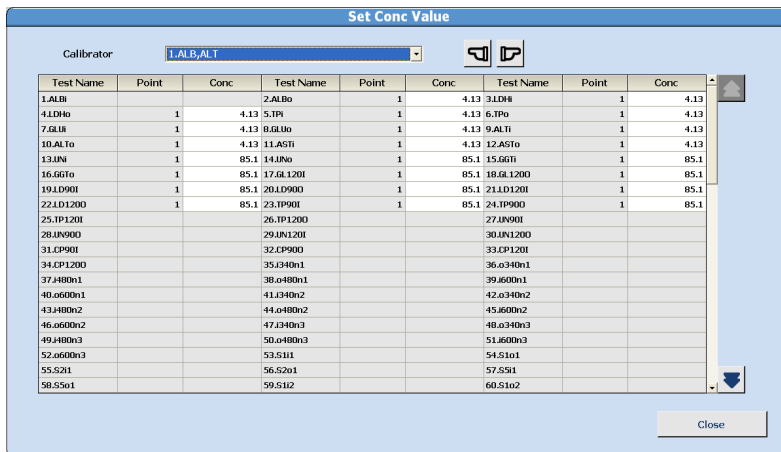 Set Conc Value
Calibrator 1.ALB,ALT
Test Name Point Conc Test Name Point Conc Test Name Point Conc
1.ALBi 2.ALBo 1 4.13 3.LDHi 1 4.13
4.LDHo 1 4.13 5.TPi 1 4.13 6.TPo 1 4.13
7.GLUi 1 4.13 8.GLUo 1 4.13 9.ALTi 1 4.13
10.ALTo 1 4.13 11.ASTi 1 4.13 12.ASTo 1 4.13
13.UNi 1 85.1 14.UNo 1 85.1 15.GGTi 1 85.1
16.GGTo 1 85.1 17.GL120I 1 85.1 18.GL120O 1 85.1
19.LD90I 1 85.1 20.LD90O 1 85.1 21.LD120I 1 85.1
22.LD120O 1 85.1 23.TP90I 1 85.1 24.TP90O 1 85.1
25.TP120I 26.TP120O 27.UN90I
28.UN90O 29.UN120I 30.UN120O
31.CP90I 32.CP90O 33.CP120I
34.CP120O 35.i340n1 36.o340n1
37.i480n1 38.o480n1 39.i600n1
40.o600n1 41.i340n2 42.o340n2
43.i480n2 44.o480n2 45.i600n2
46.o600n2 47.i340n3 48.o340n3
49.i480n3 50.o480n3 51.i600n3
52.o600n3 53.S1i1 54.S1o1
55.S2i1 56.S2o1 57.S5i1
58.S5o1 59.S1i2 60.S1o2
Close